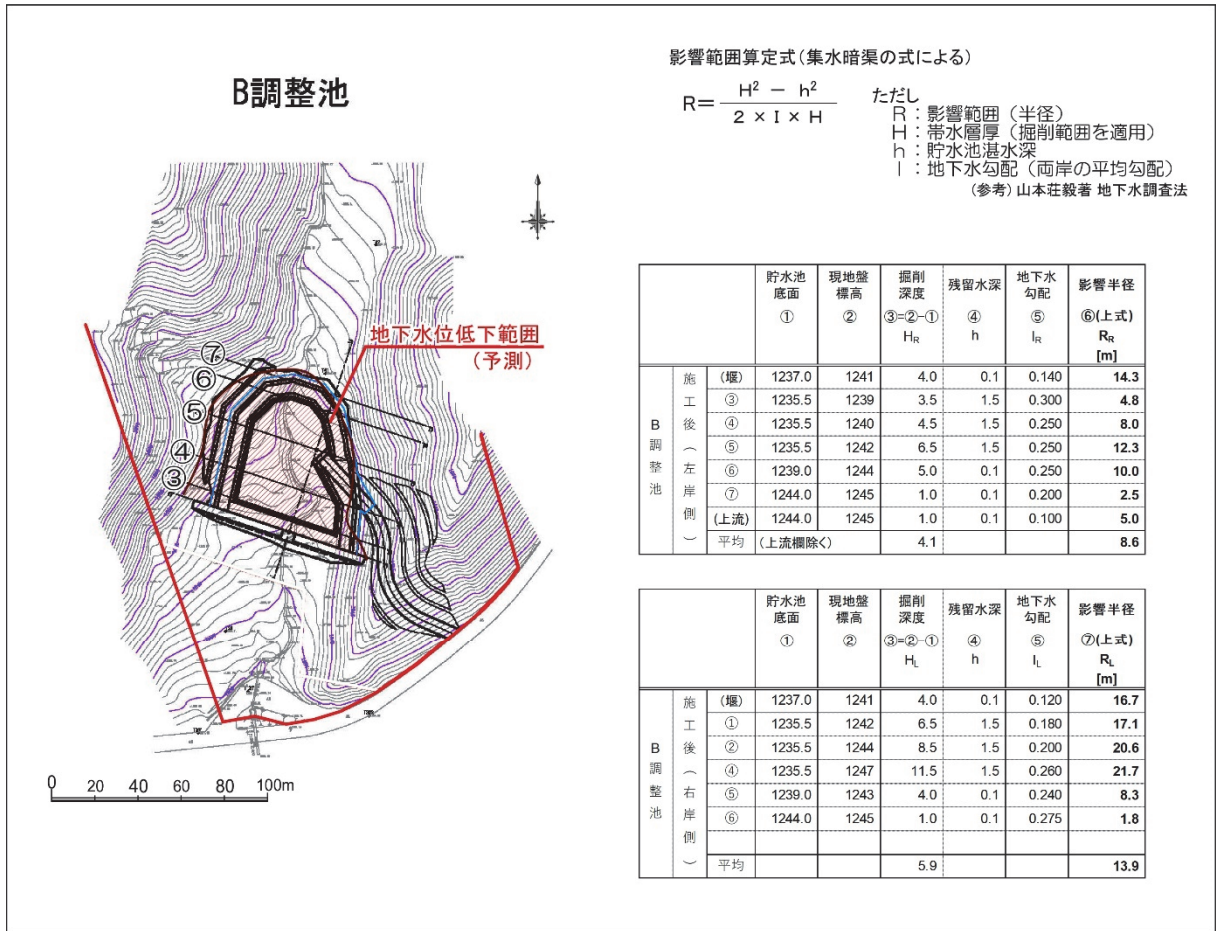 B調整池
影響範囲算定式(集水暗渠の式による)
R= H² − h² / 2 × I × H
ただし
R：影響範囲（半径）
H：帯水層厚（掘削範囲を適用）
h：貯水池湛水深
I：地下水勾配（両岸の平均勾配）
(参考) 山本荘毅著 地下水調査法
地下水位低下範囲
(予測)
⑦
⑥
⑤
④
③
0 20 40 60 80 100m
貯水池底面 現地盤標高 掘削深度 残留水深 地下水勾配 影響半径
① ② ③=②-① ④ ⑤ ⑥(上式)
HR h IR RR
[m]
B調整池 施工後（左岸側）
(堰) 1237.0 1241 4.0 0.1 0.140 14.3
③ 1235.5 1239 3.5 1.5 0.300 4.8
④ 1235.5 1240 4.5 1.5 0.250 8.0
⑤ 1235.5 1242 6.5 1.5 0.250 12.3
⑥ 1239.0 1244 5.0 0.1 0.250 10.0
⑦ 1244.0 1245 1.0 0.1 0.200 2.5
(上流) 1244.0 1245 1.0 0.1 0.100 5.0
平均 (上流欄除く) 4.1 8.6
貯水池底面 現地盤標高 掘削深度 残留水深 地下水勾配 影響半径
① ② ③=②-① ④ ⑤ ⑦(上式)
HL h IL RL
[m]
B調整池 施工後（右岸側）
(堰) 1237.0 1241 4.0 0.1 0.120 16.7
① 1235.5 1242 6.5 1.5 0.180 17.1
② 1235.5 1244 8.5 1.5 0.200 20.6
④ 1235.5 1247 11.5 1.5 0.260 21.7
⑤ 1239.0 1243 4.0 0.1 0.240 8.3
⑥ 1244.0 1245 1.0 0.1 0.275 1.8
平均 5.9 13.9